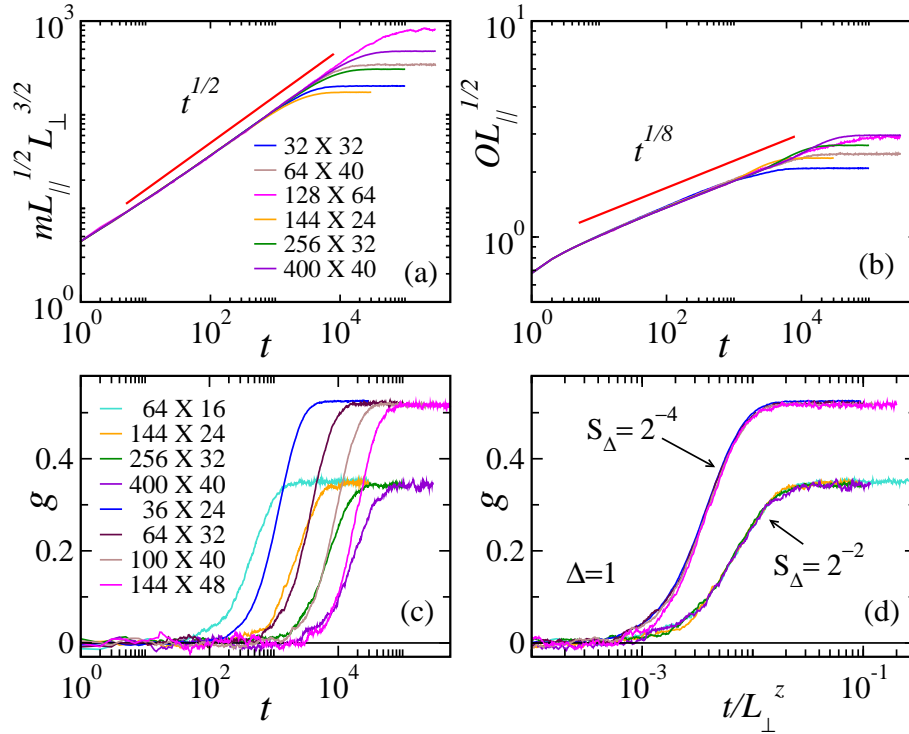 10^3
mL_{||}^{1/2} L_⊥^{3/2}
10^0
t^{1/2}
32 X 32
64 X 40
128 X 64
144 X 24
256 X 32
400 X 40
(a)
10^0 10^2 10^4
t
10^1
OL_{||}^{1/2}
10^0
t^{1/8}
(b)
10^0 10^2 10^4
t
g
0.4
0.2
0
64 X 16
144 X 24
256 X 32
400 X 40
36 X 24
64 X 32
100 X 40
144 X 48
(c)
10^0 10^1 10^2 10^3 10^4
t
g
0.4
0.2
0
S_Δ = 2^{-4}
S_Δ = 2^{-2}
Δ=1
(d)
10^{-3} 10^{-1}
t/L_⊥^z